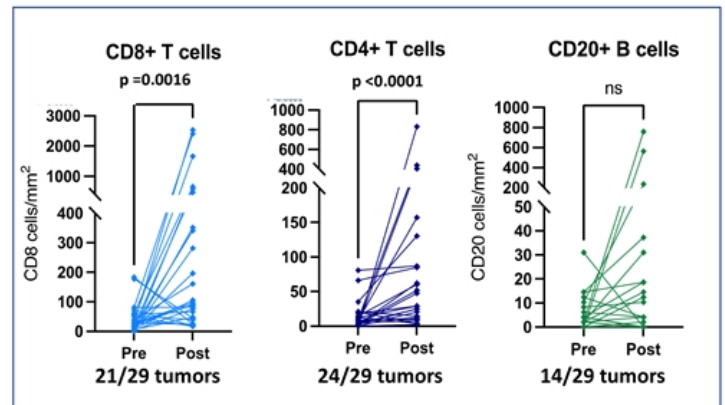 CD8+ T cells
p =0.0016
CD8 cells/mm2
3000
2000
1000
400
300
200
100
0
Pre
Post
21/29 tumors
CD4+ T cells
p <0.0001
1000
800
600
400
200
150
100
50
0
Pre
Post
24/29 tumors
CD20+ B cells
ns
CD20 cells/mm2
1000
800
600
400
200
50
40
30
20
10
0
Pre
Post
14/29 tumors